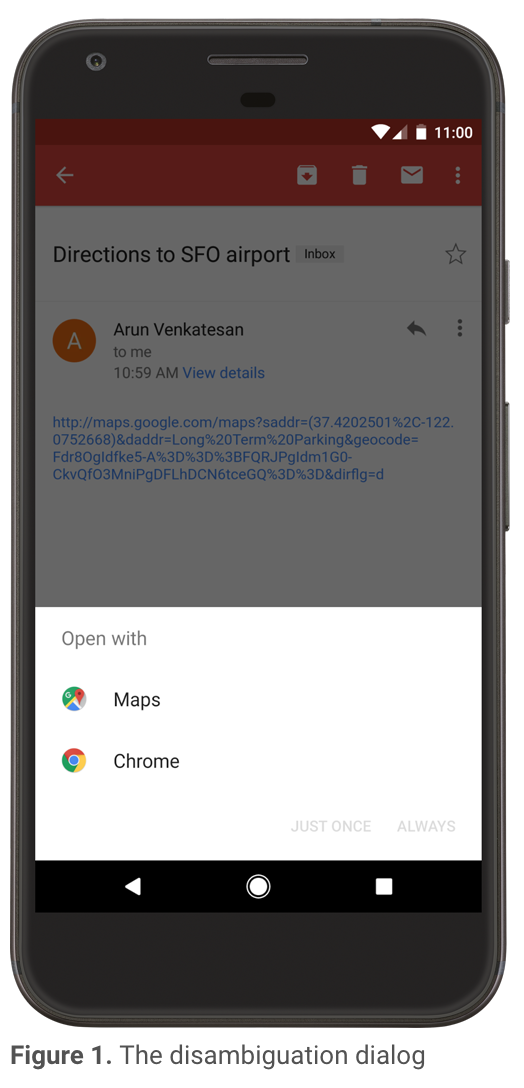 11:00
Directions to SFO airport Inbox
A
Arun Venkatesan
to me
10:59 AM View details
http://maps.google.com/maps?saddr=(37.4202501%2C-122.
0752668)&daddr=Long%20Term%20Parking&geocode=
Fdr8OgIdfke5-A%3D%3D%3BFQRJPgIdm1G0-
CkvQfO3MniPgDFLhDCN6tceGQ%3D%3D&dirflg=d
Open with
G
Maps
Chrome
JUST ONCE ALWAYS
Figure 1. The disambiguation dialog